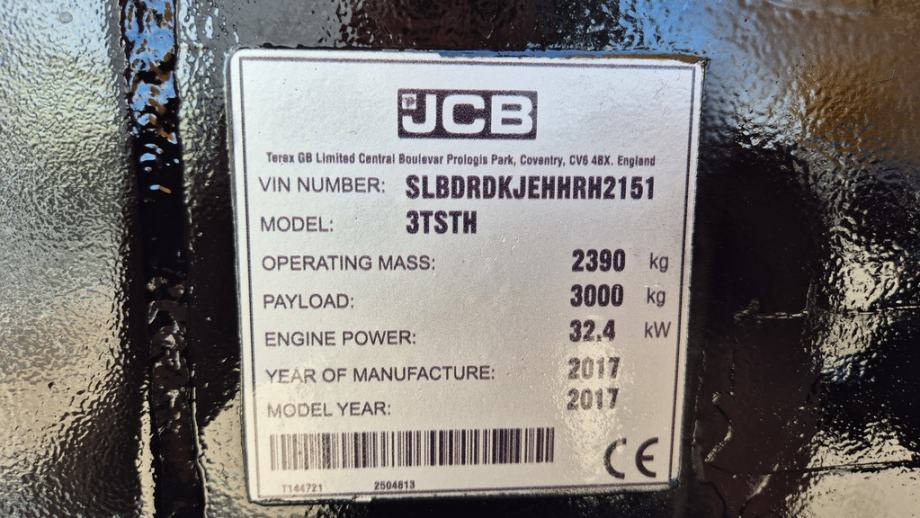 JCB
Terex GB Limited Central Boulevar Prologis Park, Coventry, CV6 4BX. England
VIN NUMBER: SLBDRDKJEHHRH2151
MODEL: 3TSTH
OPERATING MASS: 2390 kg
PAYLOAD: 3000 kg
ENGINE POWER: 32.4 kW
YEAR OF MANUFACTURE: 2017
MODEL YEAR: 2017
CE
T144721 2504813